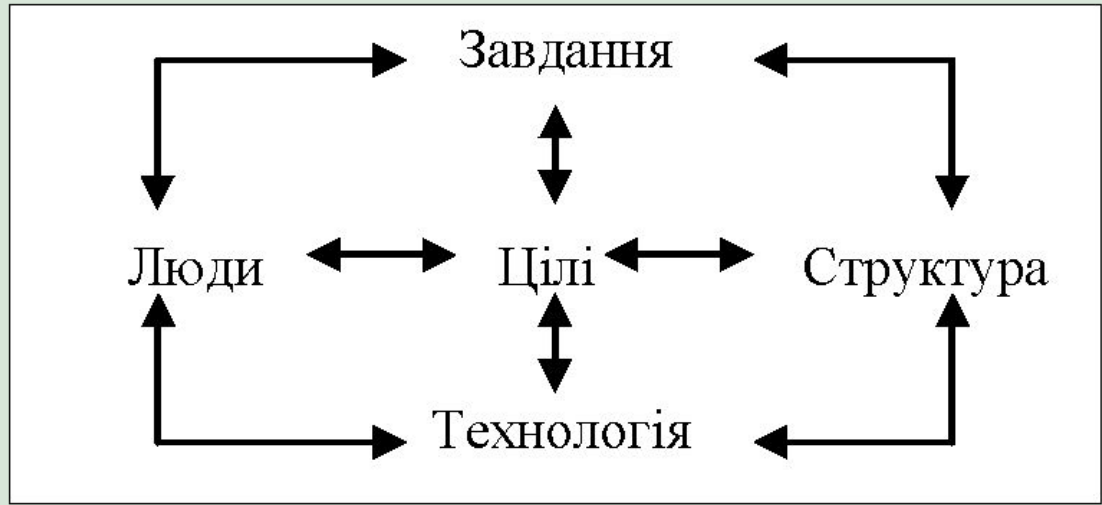 Завдання
Люди
Цілі
Структура
Технологія